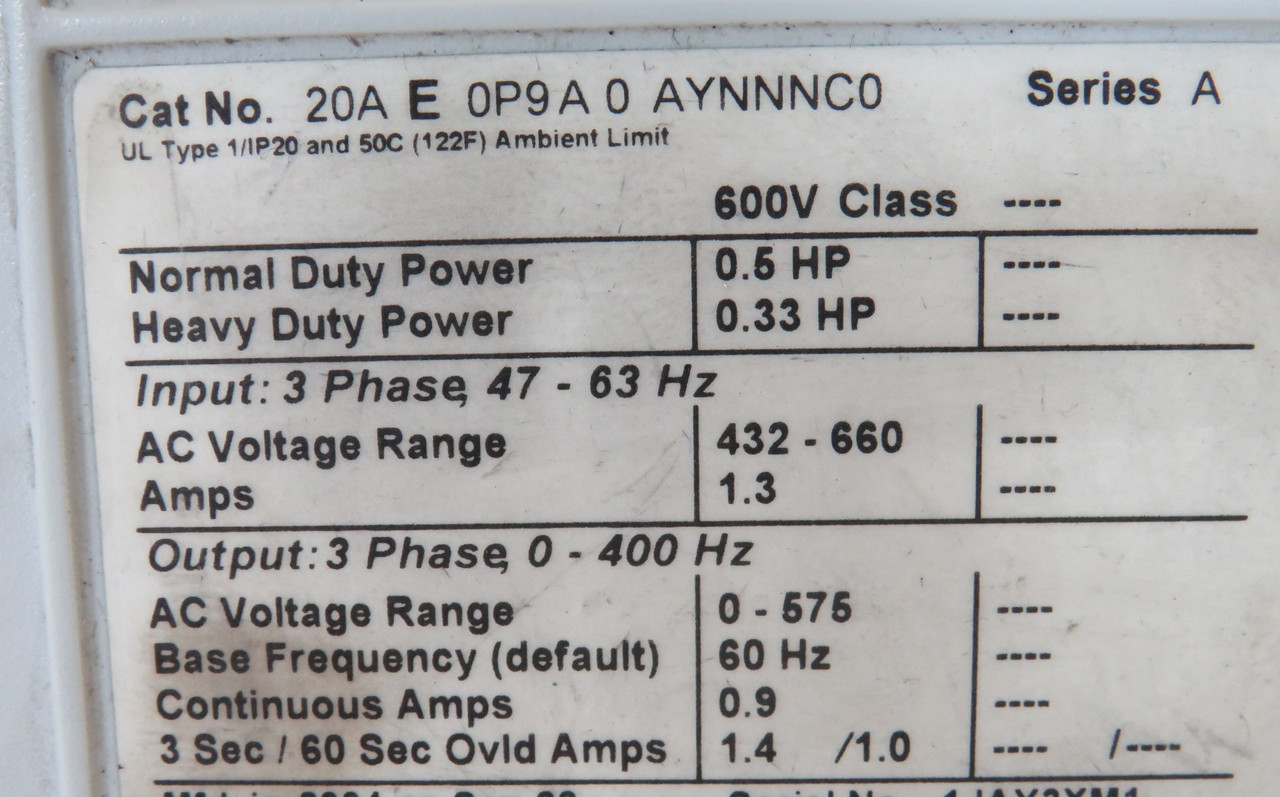 Cat No. 20A E 0P9 A 0 AYNNNC0 Series A
UL Type 1/IP20 and 50C (122F) Ambient Limit
600V Class ----
Normal Duty Power 0.5 HP ----
Heavy Duty Power 0.33 HP ----
Input: 3 Phase, 47 - 63 Hz
AC Voltage Range 432 - 660 ----
Amps 1.3 ----
Output: 3 Phase, 0 - 400 Hz
AC Voltage Range 0 - 575 ----
Base Frequency (default) 60 Hz ----
Continuous Amps 0.9 ----
3 Sec / 60 Sec Ovld Amps 1.4 /1.0 ---- /----